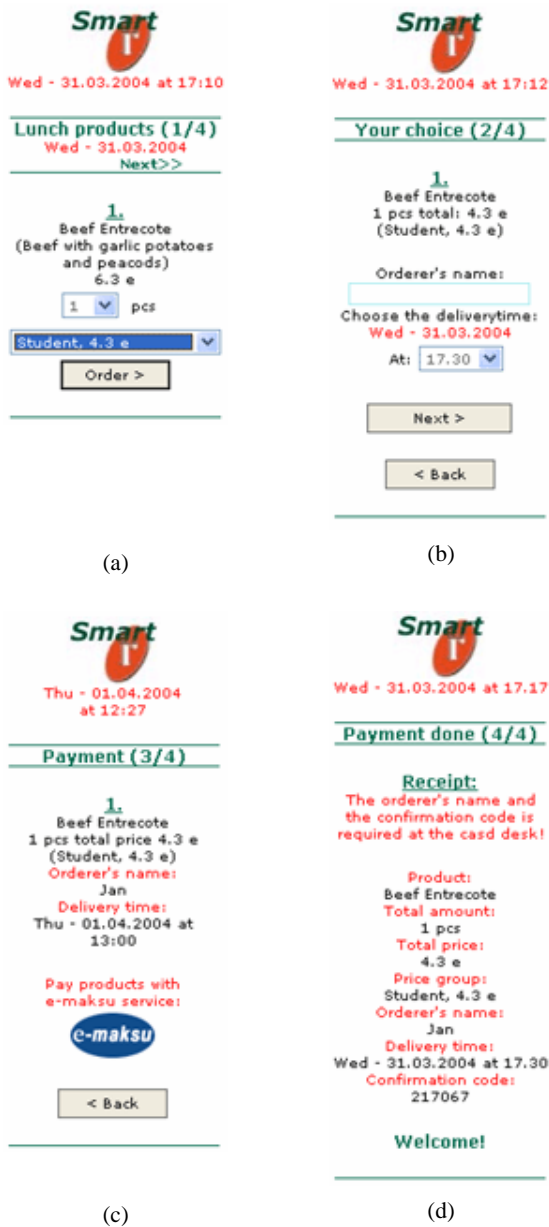 Smart
r
Wed - 31.03.2004 at 17:10
Lunch products (1/4)
Wed - 31.03.2004
Next>>
1.
Beef Entrecote
(Beef with garlic potatoes
and peacods)
6.3 e
1 pcs
Student, 4.3 e
Order >
(a)
Smart
r
Wed - 31.03.2004 at 17:12
Your choice (2/4)
1.
Beef Entrecote
1 pcs total: 4.3 e
(Student, 4.3 e)
Orderer's name:
Choose the deliverytime:
Wed - 31.03.2004
At: 17.30
Next >
< Back
(b)
Smart
r
Thu - 01.04.2004
at 12:27
Payment (3/4)
1.
Beef Entrecote
1 pcs total price 4.3 e
(Student, 4.3 e)
Orderer's name:
Jan
Delivery time:
Thu - 01.04.2004 at
13:00
Pay products with
e-maksu service:
e-maksu
< Back
(c)
Smart
r
Wed - 31.03.2004 at 17.17
Payment done (4/4)
Receipt:
The orderer's name and
the confirmation code is
required at the casd desk!
Product:
Beef Entrecote
Total amount:
1 pcs
Total price:
4.3 e
Price group:
Student, 4.3 e
Orderer's name:
Jan
Delivery time:
Wed - 31.03.2004 at 17.30
Confirmation code:
217067
Welcome!
(d)